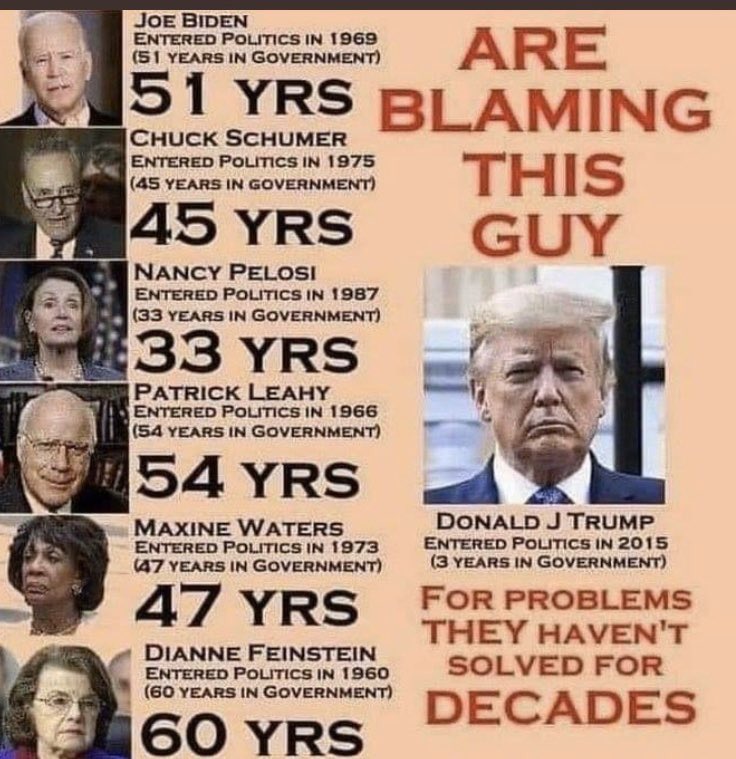 JOE BIDEN
ENTERED POLITICS IN 1969
(51 YEARS IN GOVERNMENT)
51 YRS
CHUCK SCHUMER
ENTERED POLITICS IN 1975
(45 YEARS IN GOVERNMENT)
45 YRS
NANCY PELOSI
ENTERED POLITICS IN 1987
(33 YEARS IN GOVERNMENT)
33 YRS
PATRICK LEAHY
ENTERED POLITICS IN 1966
(54 YEARS IN GOVERNMENT)
54 YRS
MAXINE WATERS
ENTERED POLITICS IN 1973
(47 YEARS IN GOVERNMENT)
47 YRS
DIANNE FEINSTEIN
ENTERED POLITICS IN 1960
(60 YEARS IN GOVERNMENT)
60 YRS
ARE
BLAMING
THIS
GUY
DONALD J TRUMP
ENTERED POLITICS IN 2015
(3 YEARS IN GOVERNMENT)
FOR PROBLEMS
THEY HAVEN'T
SOLVED FOR
DECADES